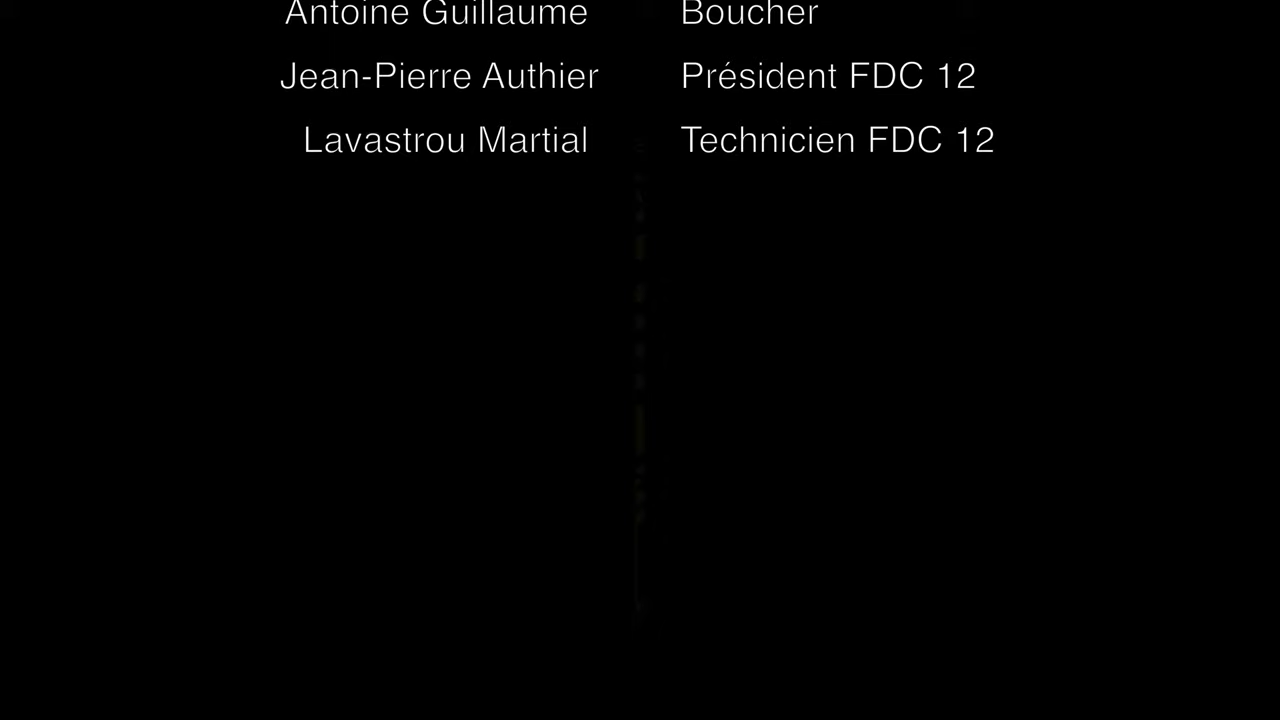 Antoine Guillaume Boucher
Jean-Pierre Authier Président FDC 12
Lavastrou Martial Technicien FDC 12